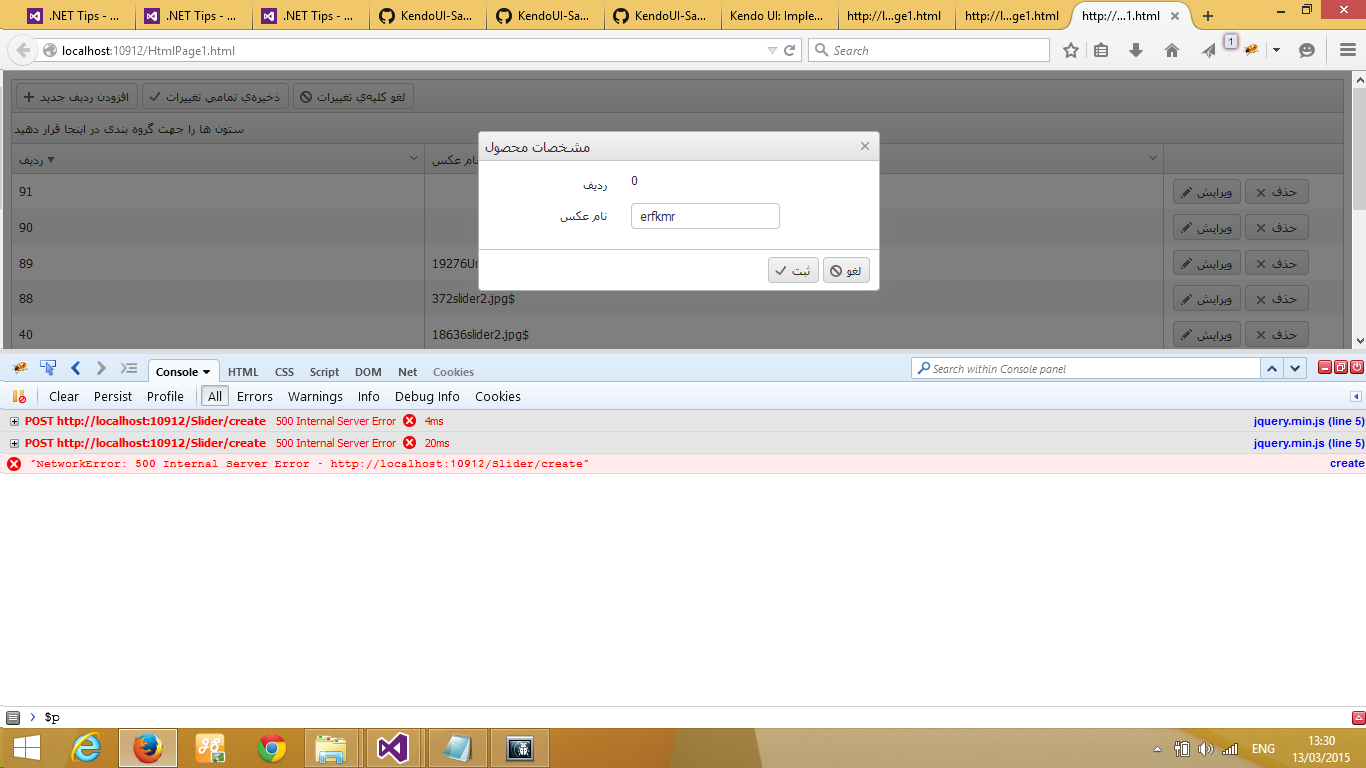 .NET Tips - ...
.NET Tips - ...
.NET Tips - ...
KendoUI-Sa...
KendoUI-Sa...
KendoUI-Sa...
Kendo UI: Imple...
http://l...ge1.html
http://l...ge1.html
http://...1.html
localhost:10912/HtmlPage1.html
Search
1
افزودن ردیف جدید
ذخیره‌ی تمامی تغییرات
لغو کلیه‌ی تغییرات
ستون ها را جهت گروه بندی در اینجا قرار دهید
ردیف
نام عکس
91
ویرایش
حذف
90
ویرایش
حذف
89
19276Un
ویرایش
حذف
88
372slider2.jpg$
ویرایش
حذف
40
18636slider2.jpg$
ویرایش
حذف
مشخصات محصول
ردیف
0
نام عکس
erfkmr
ثبت
لغو
Console
HTML
CSS
Script
DOM
Net
Cookies
Search within Console panel
Clear
Persist
Profile
All
Errors
Warnings
Info
Debug Info
Cookies
POST http://localhost:10912/Slider/create 500 Internal Server Error 4ms
jquery.min.js (line 5)
POST http://localhost:10912/Slider/create 500 Internal Server Error 20ms
jquery.min.js (line 5)
"NetworkError: 500 Internal Server Error - http://localhost:10912/Slider/create"
create
$p
ENG
13:30
13/03/2015